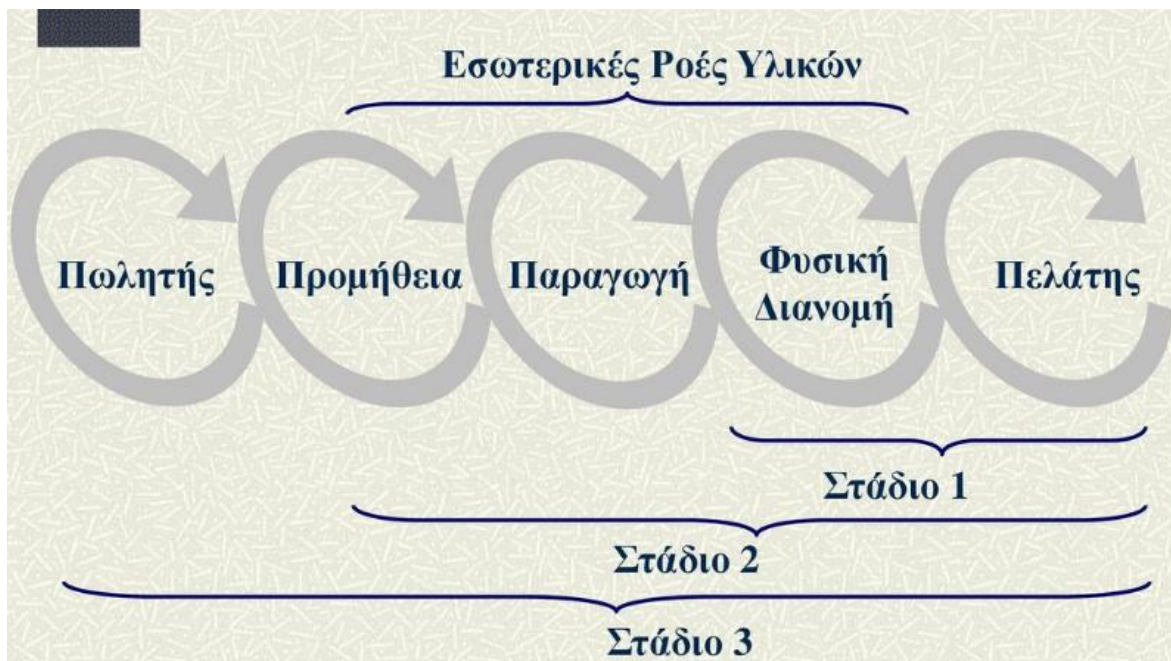 Εσωτερικές Ροές Υλικών
Πωλητής
Προμήθεια
Παραγωγή
Φυσική
Διανομή
Πελάτης
Στάδιο 1
Στάδιο 2
Στάδιο 3